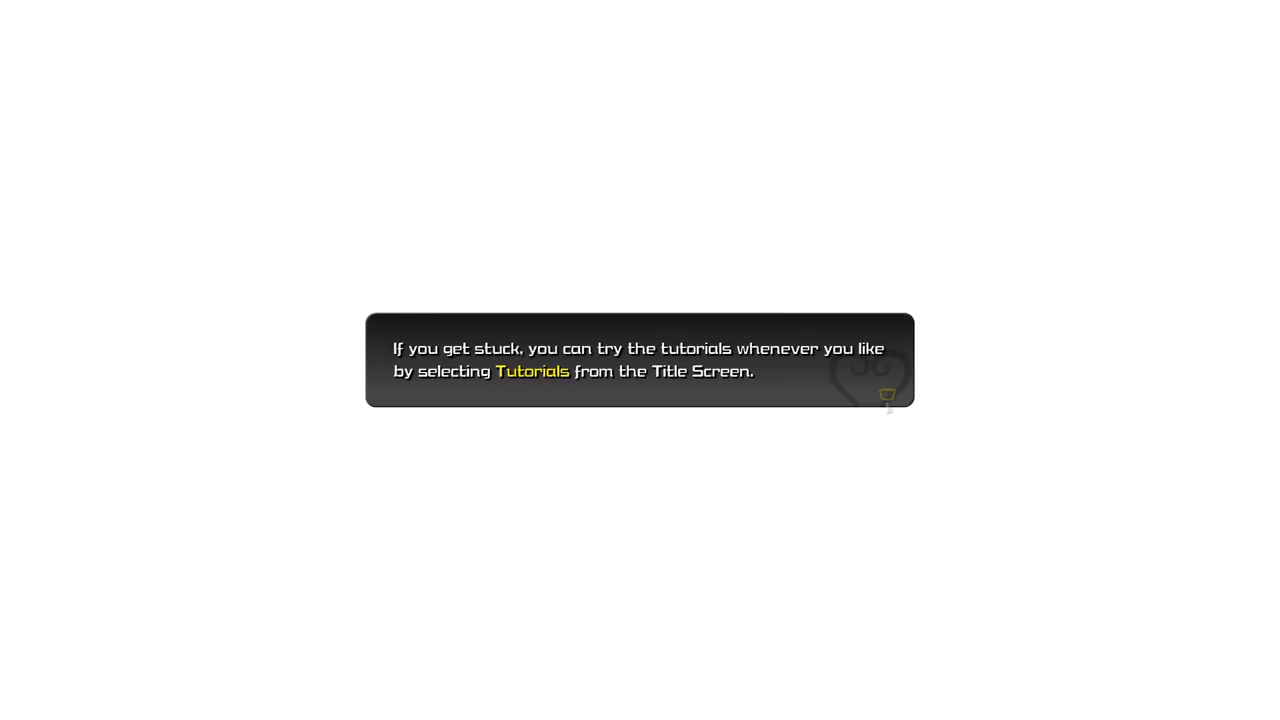 If you get stuck, you can try the tutorials whenever you like
by selecting Tutorials from the Title Screen.